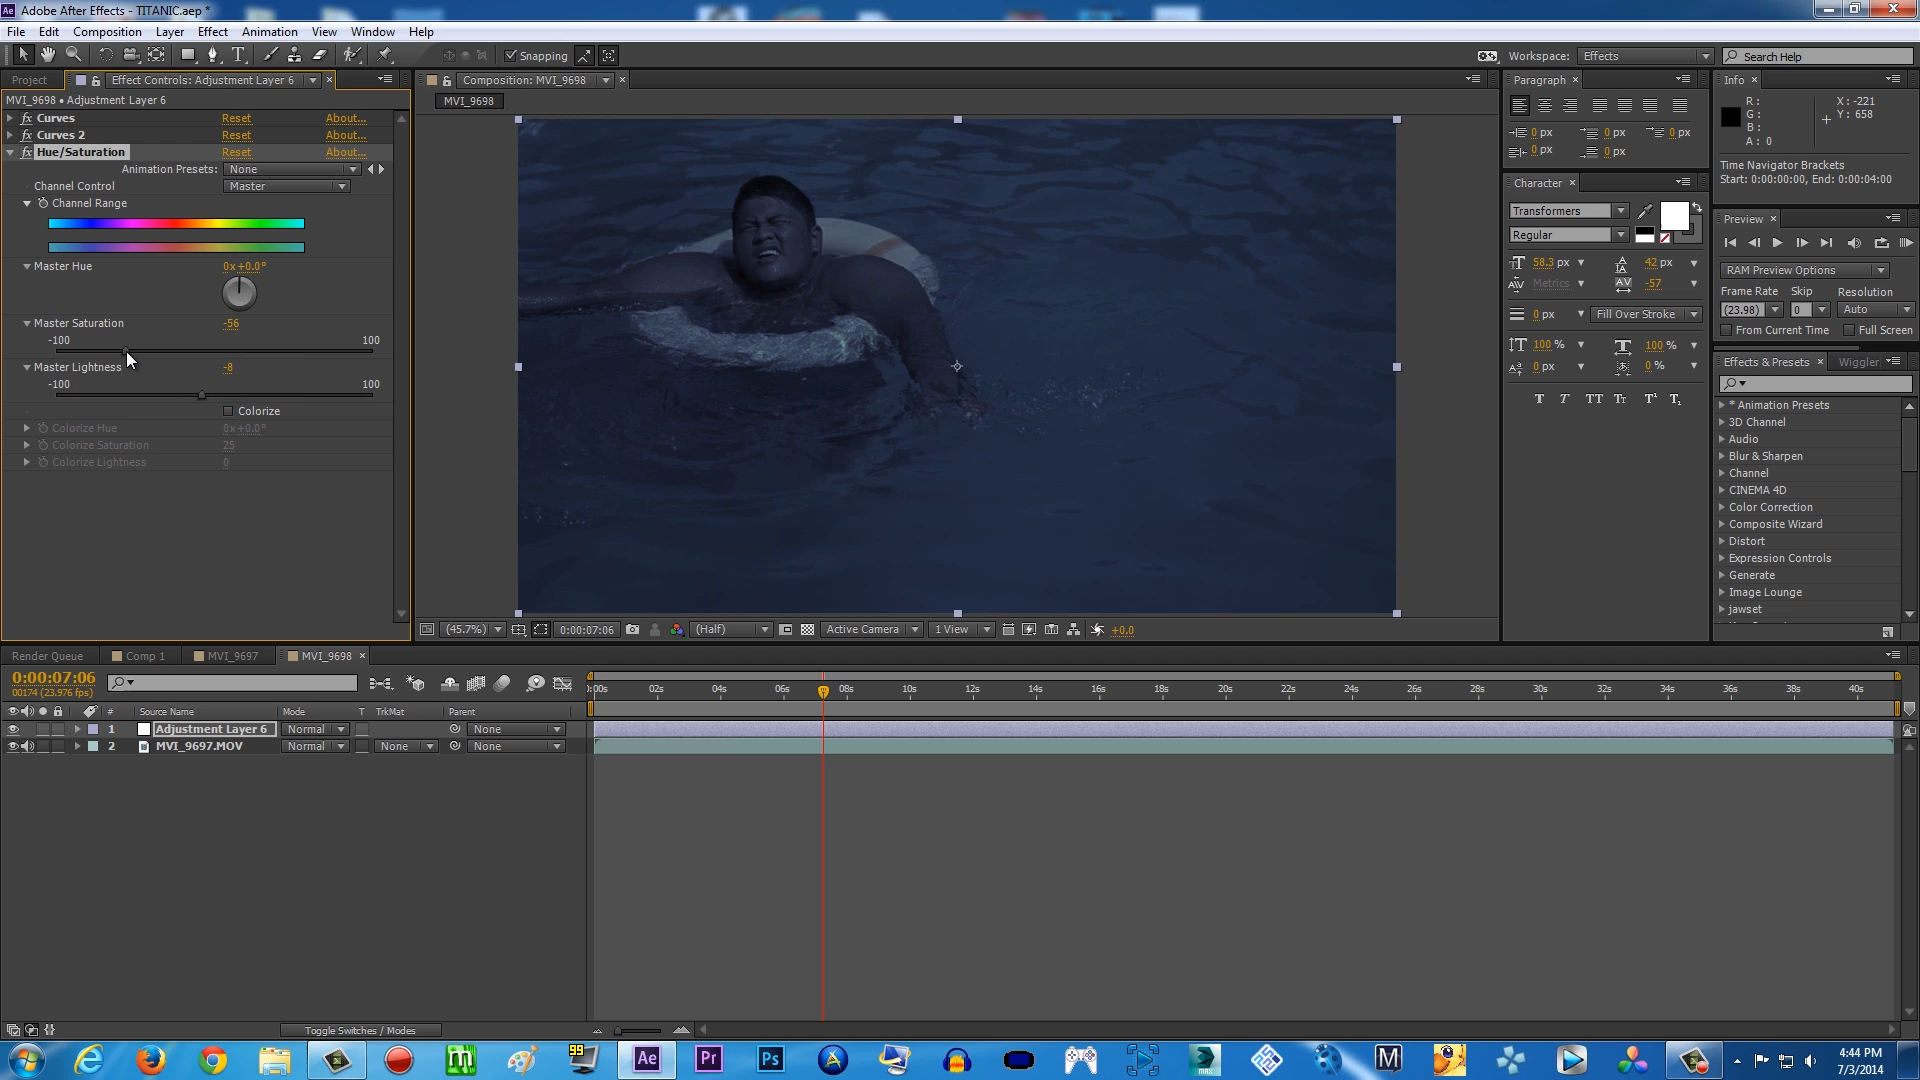 Adobe After Effects - TITANIC.aep *
File Edit Composition Layer Effect Animation View Window Help
Snapping
Workspace: Effects
Search Help
Project
Effect Controls: Adjustment Layer 6
MVI_9698 • Adjustment Layer 6
fx Curves Reset About...
fx Curves 2 Reset About...
fx Hue/Saturation Reset About...
Animation Presets: None
Channel Control Master
Channel Range
Master Hue 0x+0.0°
Master Saturation -56
-100 100
Master Lightness -8
-100 100
Colorize
Colorize Hue 0x+0.0°
Colorize Saturation 25
Colorize Lightness 0
Composition: MVI_9698
MVI_9698
(45.7%) 0:00:07:06 (Half) Active Camera 1 View +0.0
Paragraph
0 px 0 px 0 px
0 px 0 px
Character
Transformers
Regular
58.3 px 42 px
Metrics -57
0 px Fill Over Stroke
100 % 100 %
0 px 0 %
T T TT Tt T¹ T₁
Info
R : X : -221
G : Y : 658
B :
A : 0
Time Navigator Brackets
Start: 0:00:00:00, End: 0:00:04:00
Preview
RAM Preview Options
Frame Rate Skip Resolution
(23.98) 0 Auto
From Current Time Full Screen
Effects & Presets Wiggler
* Animation Presets
3D Channel
Audio
Blur & Sharpen
Channel
CINEMA 4D
Color Correction
Composite Wizard
Distort
Expression Controls
Generate
Image Lounge
jawset
Render Queue Comp 1 MVI_9697 MVI_9698
0:00:07:06
00174 (23.976 fps)
:00s 02s 04s 06s 08s 10s 12s 14s 16s 18s 20s 22s 24s 26s 28s 30s 32s 34s 36s 38s 40s
# Source Name Mode T TrkMat Parent
1 Adjustment Layer 6 Normal None
2 MVI_9697.MOV Normal None None
Toggle Switches / Modes
99
Ae Pr Ps
MAX
M
4:44 PM
7/3/2014